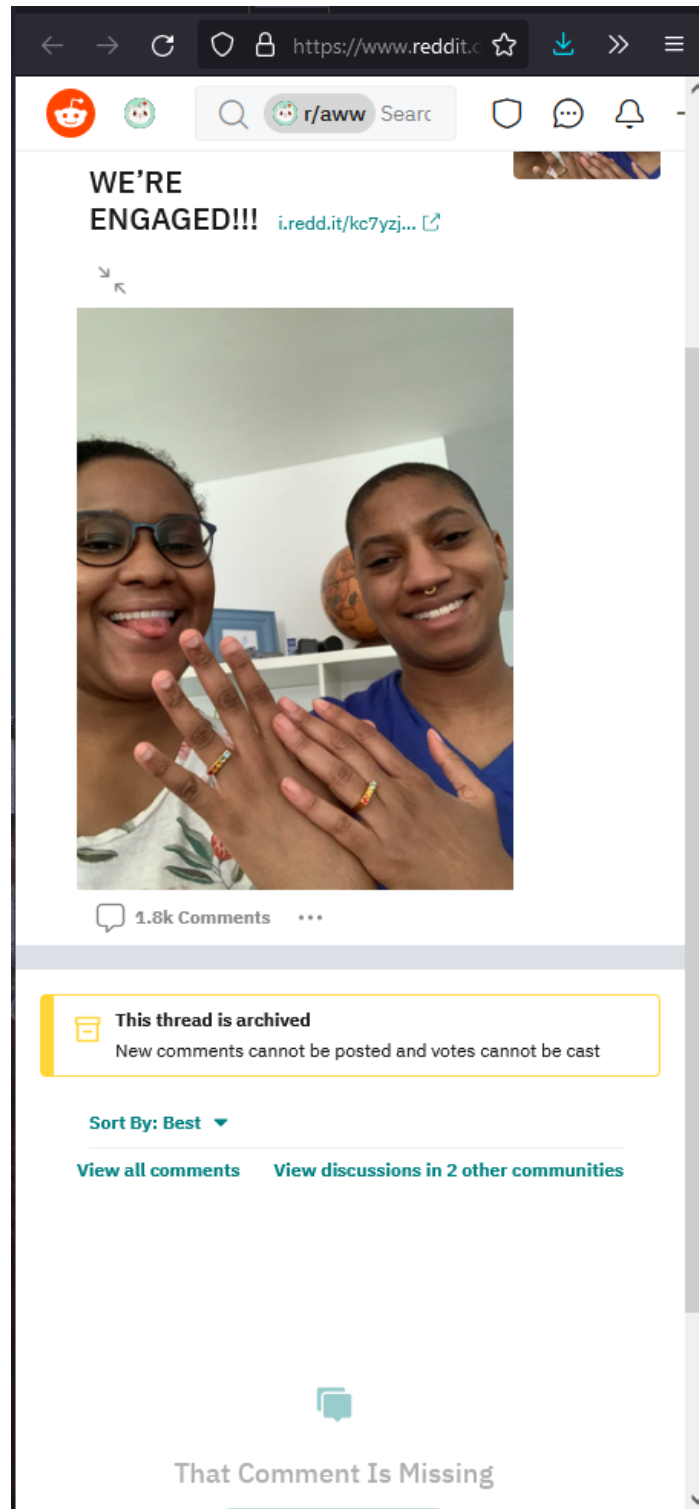 https://www.reddit.c
r/aww Searc
WE’RE
ENGAGED!!! i.redd.it/kc7yzj...
1.8k Comments
This thread is archived
New comments cannot be posted and votes cannot be cast
Sort By: Best
View all comments View discussions in 2 other communities
That Comment Is Missing